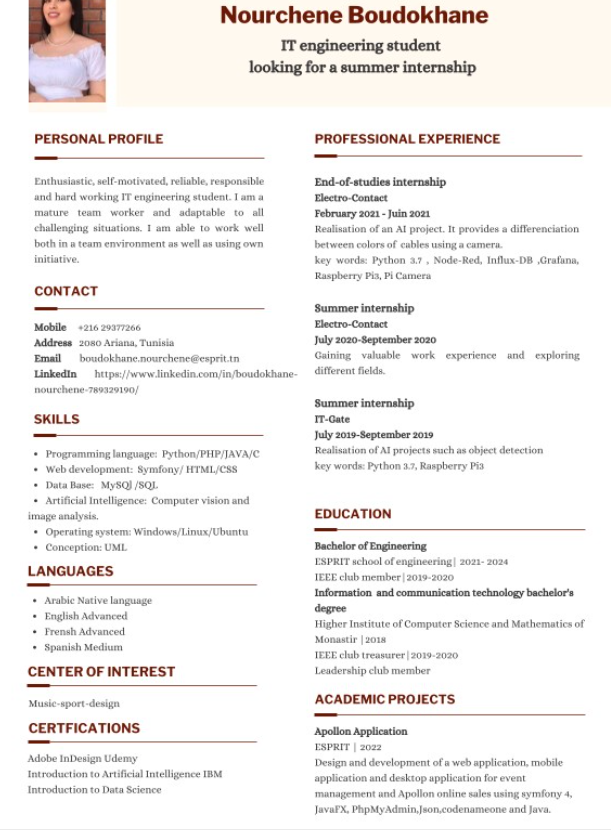 Nourchene Boudokhane
IT engineering student
looking for a summer internship
PERSONAL PROFILE
Enthusiastic, self-motivated, reliable, responsible
and hard working IT engineering student. I am a
mature team worker and adaptable to all
challenging situations. I am able to work well
both in a team environment as well as using own
initiative.
CONTACT
Mobile +216 29377266
Address 2080 Ariana, Tunisia
Email boudokhane.nourchene@esprit.tn
LinkedIn https://www.linkedin.com/in/boudokhane-
nourchene-789329190/
SKILLS
• Programming language: Python/PHP/JAVA/C
• Web development: Symfony/ HTML/CSS
• Data Base: MySQl /SQL
• Artificial Intelligence: Computer vision and
image analysis.
• Operating system: Windows/Linux/Ubuntu
• Conception: UML
LANGUAGES
• Arabic Native language
• English Advanced
• Frensh Advanced
• Spanish Medium
CENTER OF INTEREST
Music-sport-design
CERTFICATIONS
Adobe InDesign Udemy
Introduction to Artificial Intelligence IBM
Introduction to Data Science
PROFESSIONAL EXPERIENCE
End-of-studies internship
Electro-Contact
February 2021 - Juin 2021
Realisation of an AI project. It provides a differenciation
between colors of cables using a camera.
key words: Python 3.7 , Node-Red, Influx-DB ,Grafana,
Raspberry Pi3, Pi Camera
Summer internship
Electro-Contact
July 2020-September 2020
Gaining valuable work experience and exploring
different fields.
Summer internship
IT-Gate
July 2019-September 2019
Realisation of AI projects such as object detection
key words: Python 3.7, Raspberry Pi3
EDUCATION
Bachelor of Engineering
ESPRIT school of engineering| 2021- 2024
IEEE club member|2019-2020
Information and communication technology bachelor's
degree
Higher Institute of Computer Science and Mathematics of
Monastir |2018
IEEE club treasurer|2019-2020
Leadership club member
ACADEMIC PROJECTS
Apollon Application
ESPRIT | 2022
Design and development of a web application, mobile
application and desktop application for event
management and Apollon online sales using symfony 4,
JavaFX, PhpMyAdmin,Json,codenameone and Java.